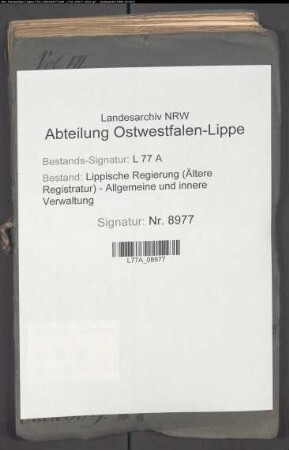 Landesarchiv NRW
Abteilung Ostwestfalen-Lippe
Bestands-Signatur: L 77 A
Bestand: Lippische Regierung (Ältere
Registratur) - Allgemeine und innere
Verwaltung
Signatur: Nr. 8977
L77A_08977